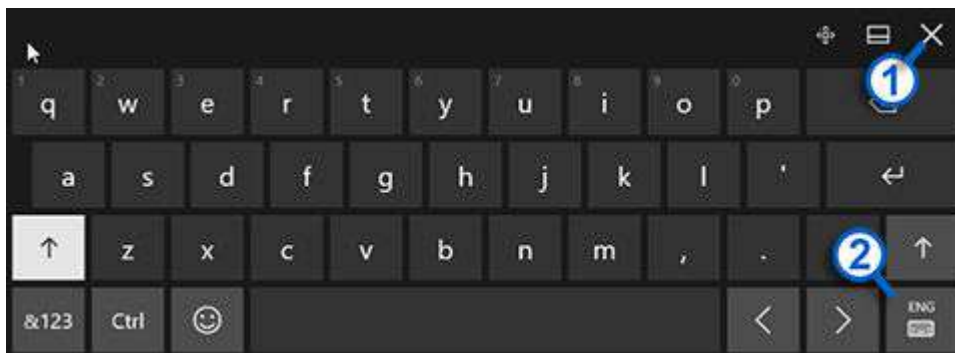 1
1 2 3 4 5 6 7 8 9 0
q w e r t y u i o p
a s d f g h j k l '
z x c v b n m , .
2
&123 Ctrl < > ENG